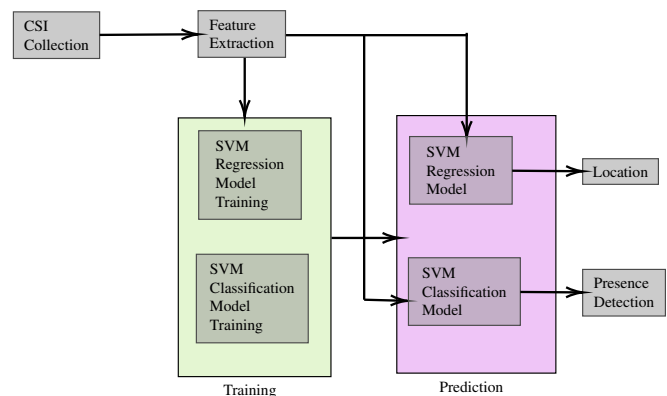 CSI
Collection
Feature
Extraction
SVM
Regression
Model
Training
SVM
Classification
Model
Training
Training
SVM
Regression
Model
SVM
Classification
Model
Prediction
Location
Presence
Detection